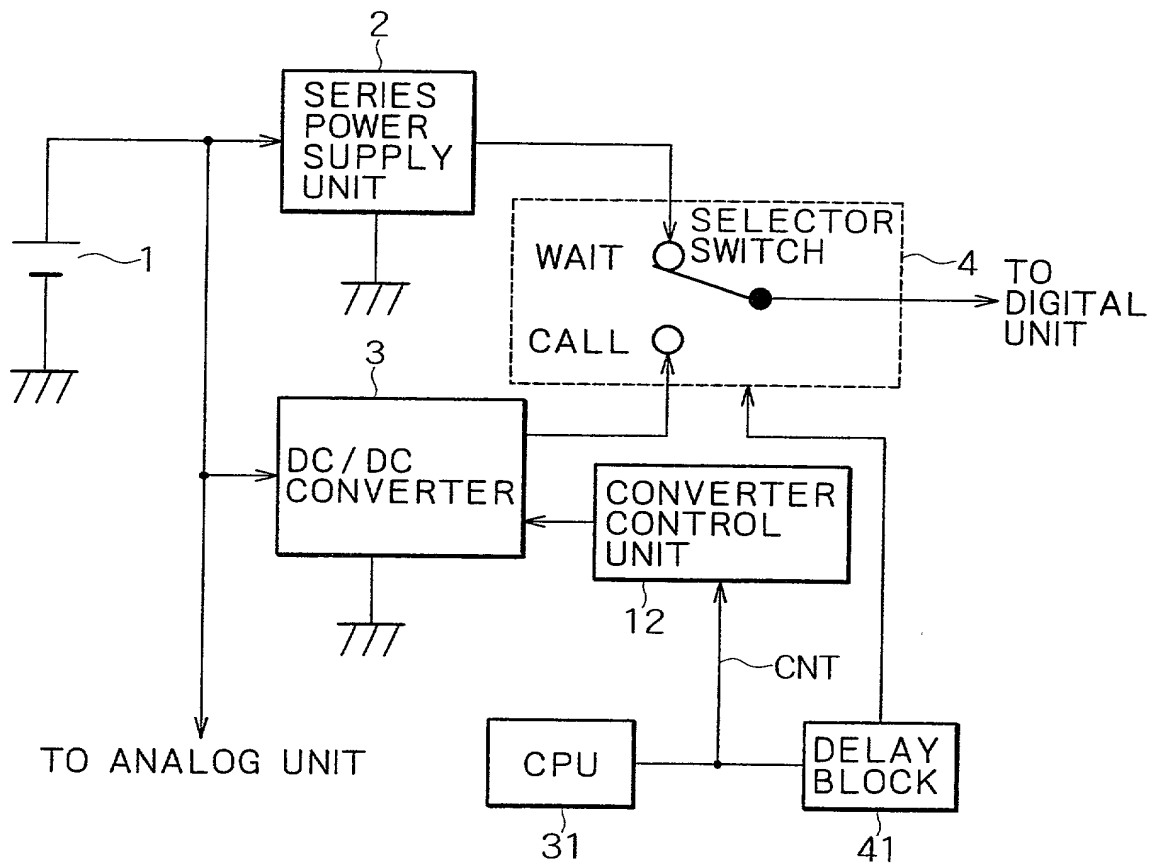 2
SERIES
POWER
SUPPLY
UNIT
1
SELECTOR
SWITCH
WAIT
CALL
4
TO
DIGITAL
UNIT
3
DC/DC
CONVERTER
CONVERTER
CONTROL
UNIT
12
CNT
TO ANALOG UNIT
CPU
31
DELAY
BLOCK
41